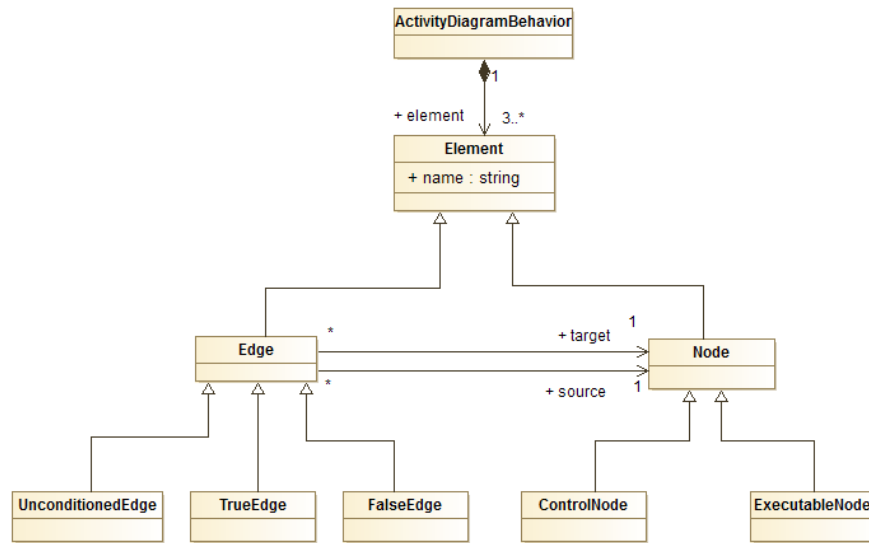 ActivityDiagramBehavior
1
+ element
3..*
Element
+ name : string
*
+ target
1
Edge
Node
*
+ source
1
UnconditionedEdge
TrueEdge
FalseEdge
ControlNode
ExecutableNode